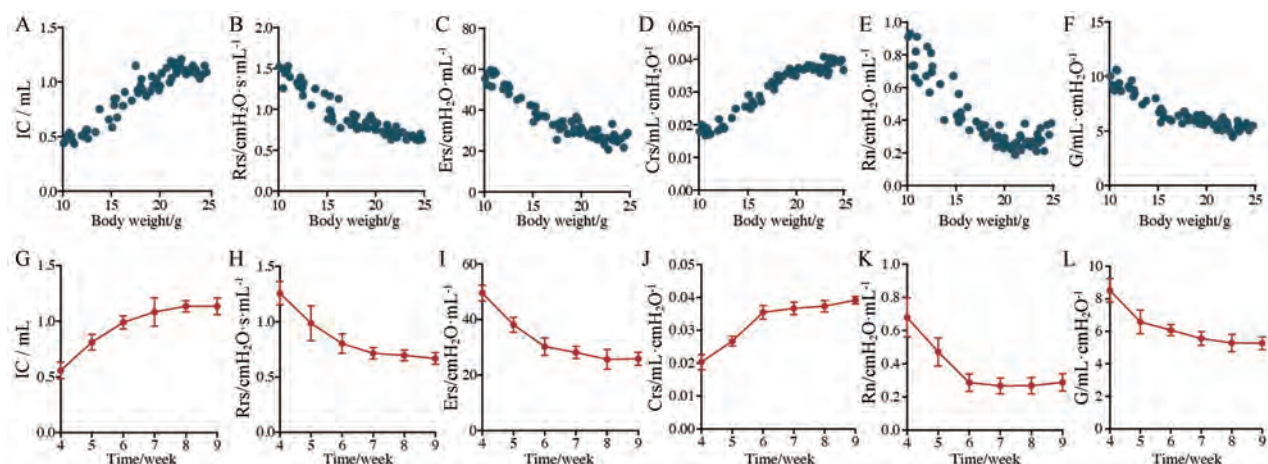 A
IC / mL
1.5
1.0
0.5
0.0
10 15 20 25
Body weight/g
B
Rrs/cmH₂O·s·mL⁻¹
2.0
1.5
1.0
0.5
0.0
10 15 20 25
Body weight/g
C
Ers/cmH₂O·mL⁻¹
80
60
40
20
0
10 15 20 25
Body weight/g
D
Crs/mL·cmH₂O⁻¹
0.05
0.04
0.03
0.02
0.01
0.00
10 15 20 25
Body weight/g
E
Rn/cmH₂O·mL⁻¹
1.0
0.8
0.6
0.4
0.2
0.0
10 15 20 25
Body weight/g
F
G/mL·cmH₂O⁻¹
15
10
5
0
10 15 20 25
Body weight/g
G
IC / mL
1.5
1.0
0.5
0.0
4 5 6 7 8 9
Time/week
H
Rrs/cmH₂O·s·mL⁻¹
1.5
1.0
0.5
0.0
4 5 6 7 8 9
Time/week
I
Ers/cmH₂O·mL⁻¹
60
40
20
0
4 5 6 7 8 9
Time/week
J
Crs/mL·cmH₂O⁻¹
0.05
0.04
0.03
0.02
0.01
0.00
4 5 6 7 8 9
Time/week
K
Rn/cmH₂O·mL⁻¹
1.0
0.8
0.6
0.4
0.2
0.0
4 5 6 7 8 9
Time/week
L
G/mL·cmH₂O⁻¹
10
8
6
4
2
0
4 5 6 7 8 9
Time/week